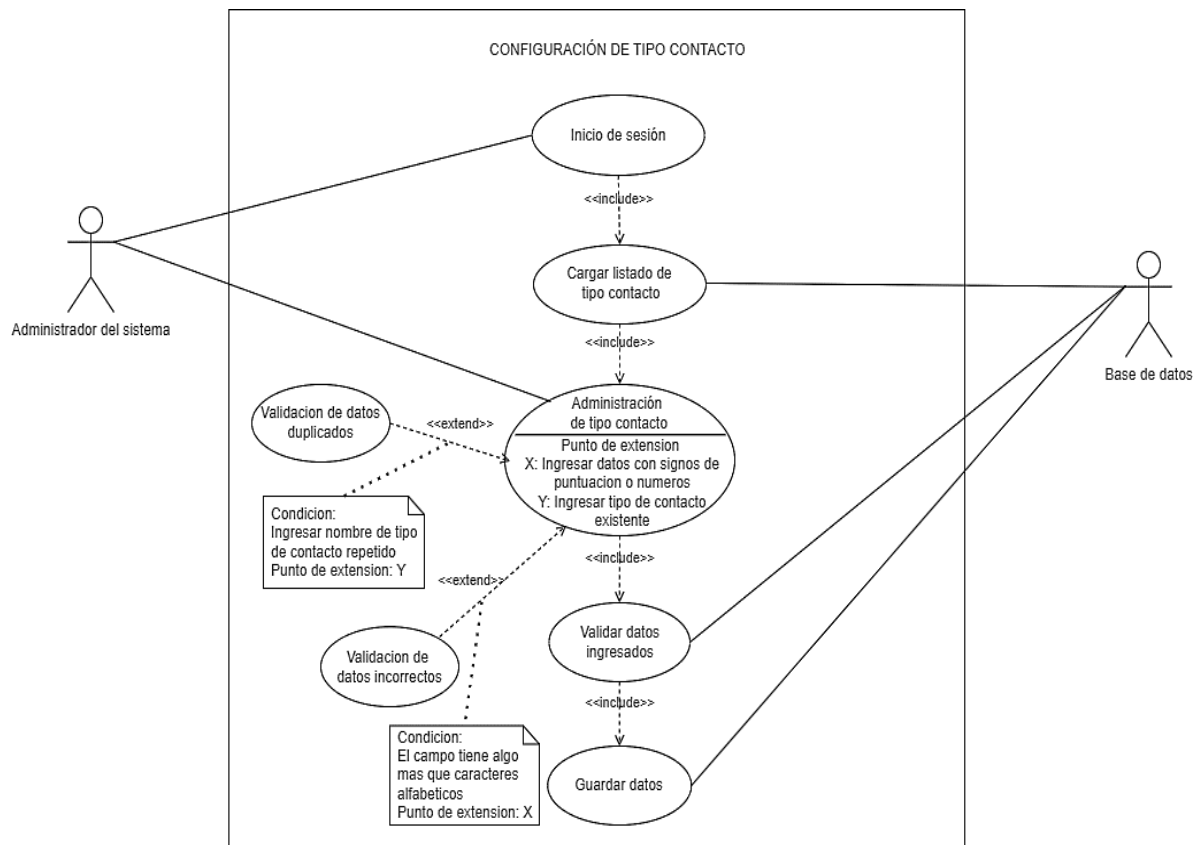 CONFIGURACIÓN DE TIPO CONTACTO
Inicio de sesión
<<include>>
Cargar listado de
tipo contacto
Administrador del sistema
<<include>>
Base de datos
Administración
de tipo contacto
Validacion de datos
duplicados
<<extend>>
Punto de extension
X: Ingresar datos con signos de
puntuacion o numeros
Y: Ingresar tipo de contacto
existente
Condicion:
Ingresar nombre de tipo
de contacto repetido
Punto de extension: Y
<<include>>
<<extend>>
Validar datos
ingresados
Validacion de
datos incorrectos
<<include>>
Condicion:
El campo tiene algo
mas que caracteres
alfabeticos
Punto de extension: X
Guardar datos